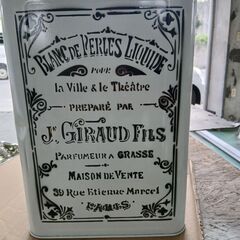 BLANC DE PERLES LIQUIDE
POUR
la Ville & le Théâtre
PREPARÉ PAR
Jn GIRAUD FILS
PARFUMEUR A GRASSE
MAISON DE VENTE
39 RUE ETIENNE MARCEL
PARIS